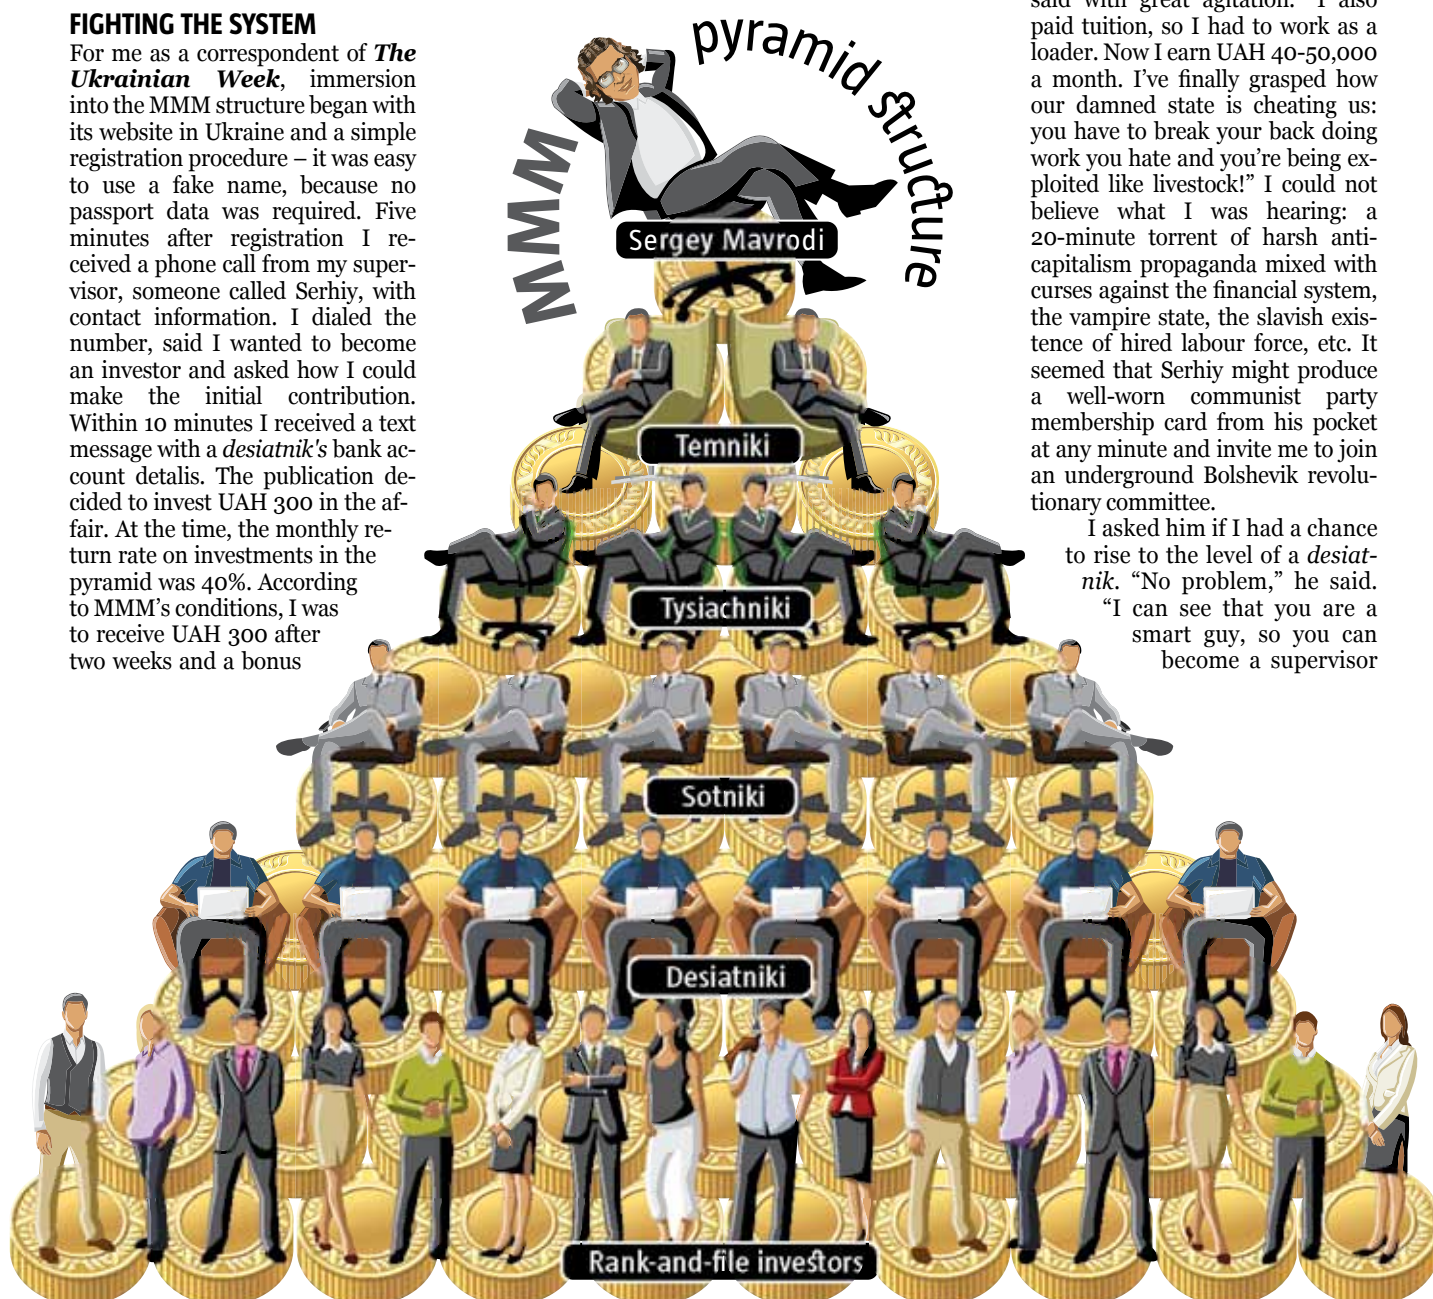 FIGHTING THE SYSTEM
For me as a correspondent of The
Ukrainian Week, immersion
into the MMM structure began with
its website in Ukraine and a simple
registration procedure – it was easy
to use a fake name, because no
passport data was required. Five
minutes after registration I re-
ceived a phone call from my super-
visor, someone called Serhiy, with
contact information. I dialed the
number, said I wanted to become
an investor and asked how I could
make the initial contribution.
Within 10 minutes I received a text
message with a desiatnik's bank ac-
count detalis. The publication de-
cided to invest UAH 300 in the af-
fair. At the time, the monthly re-
turn rate on investments in the
pyramid was 40%. According
to MMM’s conditions, I was
to receive UAH 300 after
two weeks and a bonus
MMM pyramid structure
Sergey Mavrodi
Temniki
Tysiachniki
Sotniki
Desiatniki
Rank-and-file investors
said with great agitation. “I also
paid tuition, so I had to work as a
loader. Now I earn UAH 40-50,000
a month. I’ve finally grasped how
our damned state is cheating us:
you have to break your back doing
work you hate and you’re being ex-
ploited like livestock!” I could not
believe what I was hearing: a
20-minute torrent of harsh anti-
capitalism propaganda mixed with
curses against the financial system,
the vampire state, the slavish exis-
tence of hired labour force, etc. It
seemed that Serhiy might produce
a well-worn communist party
membership card from his pocket
at any minute and invite me to join
an underground Bolshevik revolu-
tionary committee.
I asked him if I had a chance
to rise to the level of a desiat-
nik. “No problem,” he said.
“I can see that you are a
smart guy, so you can
become a supervisor